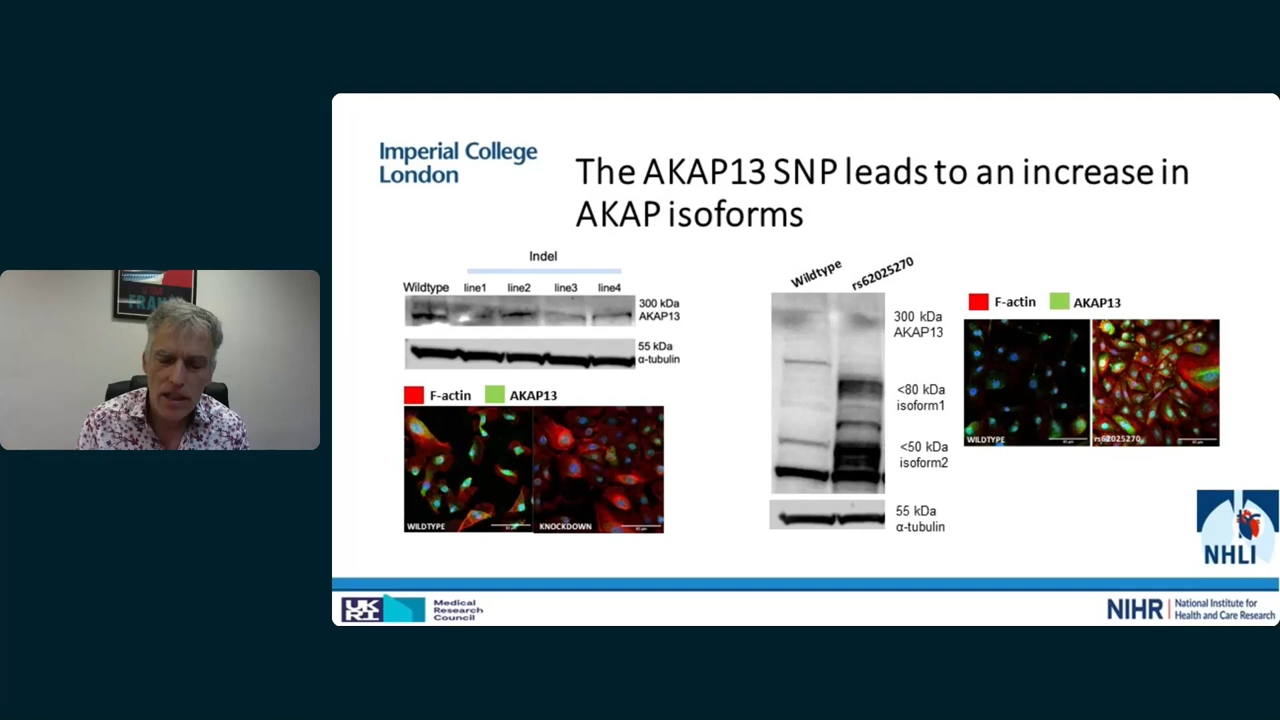 Imperial College
London
The AKAP13 SNP leads to an increase in
AKAP isoforms
Indel
Wildtype line1 line2 line3 line4
300 kDa
AKAP13
55 kDa
α-tubulin
F-actin AKAP13
WILDTYPE KNOCKDOWN
Wildtype rs62025270
300 kDa
AKAP13
<80 kDa
isoform1
<50 kDa
isoform2
55 kDa
α-tubulin
F-actin AKAP13
WILDTYPE rs62025270
NHLI
UKRI
Medical
Research
Council
NIHR
National Institute for
Health and Care Research